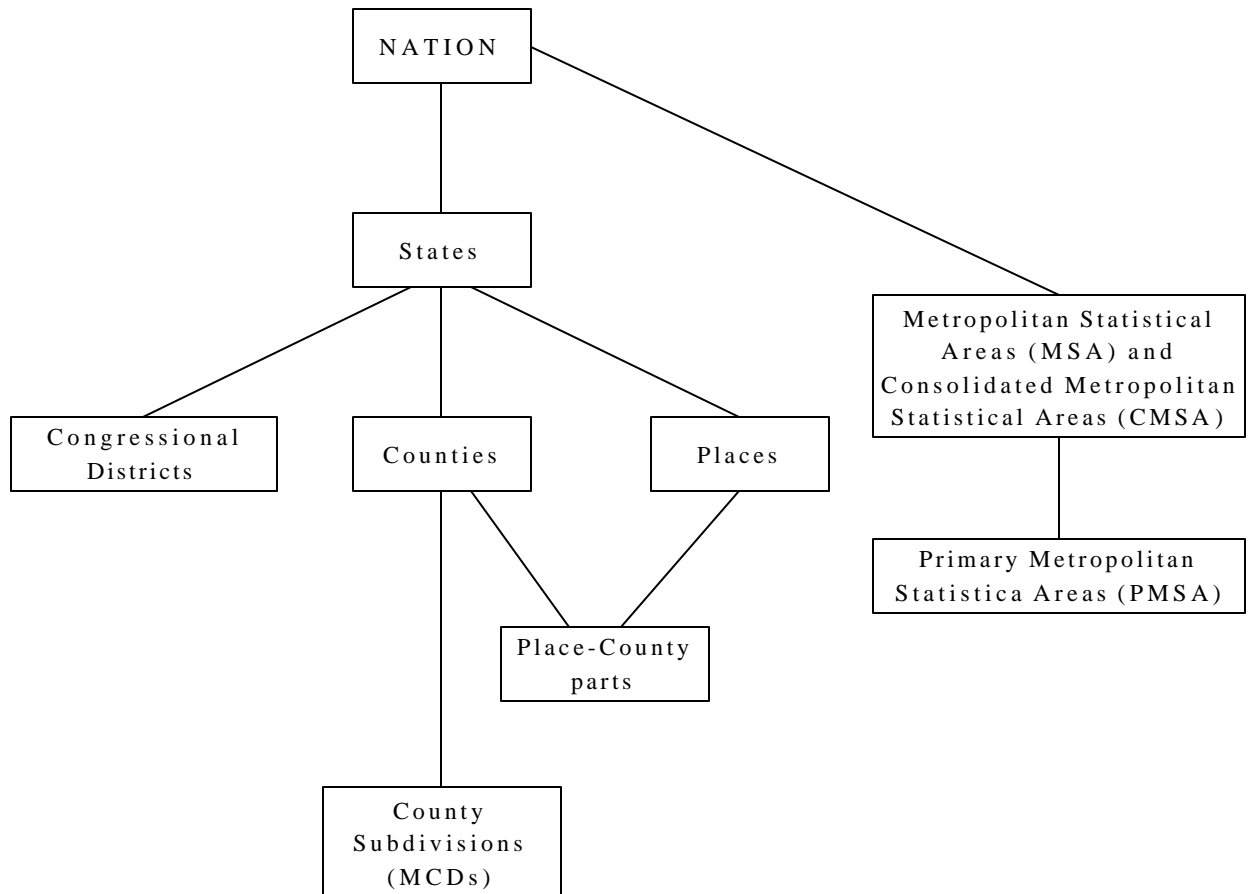 NATION
States
Metropolitan Statistical
Areas (MSA) and
Consolidated Metropolitan
Statistical Areas (CMSA)
Congressional
Districts
Counties
Places
Primary Metropolitan
Statistica Areas (PMSA)
Place-County
parts
County
Subdivisions
(MCDs)